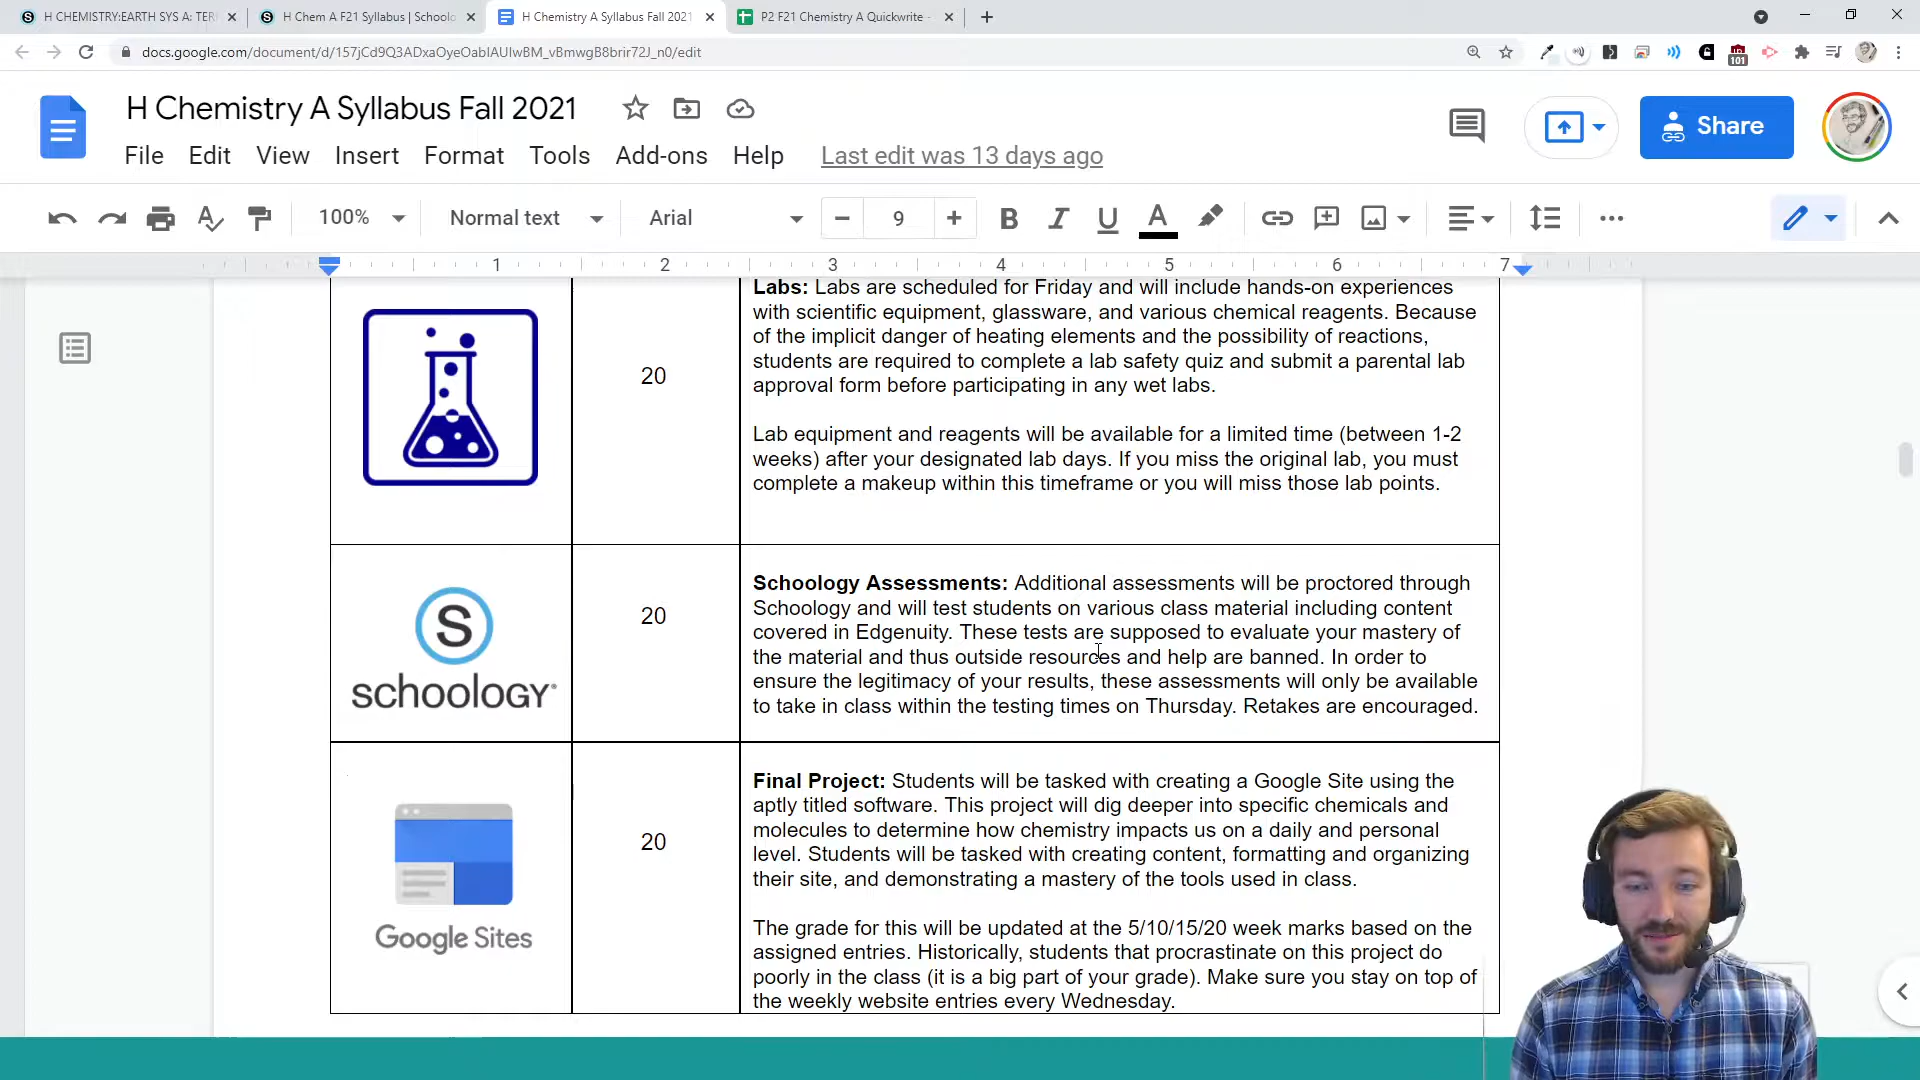 H CHEMISTRY:EARTH SYS A: TER
H Chem A F21 Syllabus | Schoolo
H Chemistry A Syllabus Fall 2021
P2 F21 Chemistry A Quickwrite -
docs.google.com/document/d/157jCd9Q3ADxaOyeOabIAUIwBM_vBmwgB8brir72J_n0/edit
101
H Chemistry A Syllabus Fall 2021
Share
File Edit View Insert Format Tools Add-ons Help Last edit was 13 days ago
100% Normal text Arial 9 B I U A
1 2 3 4 5 6 7
20
Labs: Labs are scheduled for Friday and will include hands-on experiences
with scientific equipment, glassware, and various chemical reagents. Because
of the implicit danger of heating elements and the possibility of reactions,
students are required to complete a lab safety quiz and submit a parental lab
approval form before participating in any wet labs.
Lab equipment and reagents will be available for a limited time (between 1-2
weeks) after your designated lab days. If you miss the original lab, you must
complete a makeup within this timeframe or you will miss those lab points.
S
schoology
20
Schoology Assessments: Additional assessments will be proctored through
Schoology and will test students on various class material including content
covered in Edgenuity. These tests are supposed to evaluate your mastery of
the material and thus outside resources and help are banned. In order to
ensure the legitimacy of your results, these assessments will only be available
to take in class within the testing times on Thursday. Retakes are encouraged.
Google Sites
20
Final Project: Students will be tasked with creating a Google Site using the
aptly titled software. This project will dig deeper into specific chemicals and
molecules to determine how chemistry impacts us on a daily and personal
level. Students will be tasked with creating content, formatting and organizing
their site, and demonstrating a mastery of the tools used in class.
The grade for this will be updated at the 5/10/15/20 week marks based on the
assigned entries. Historically, students that procrastinate on this project do
poorly in the class (it is a big part of your grade). Make sure you stay on top of
the weekly website entries every Wednesday.